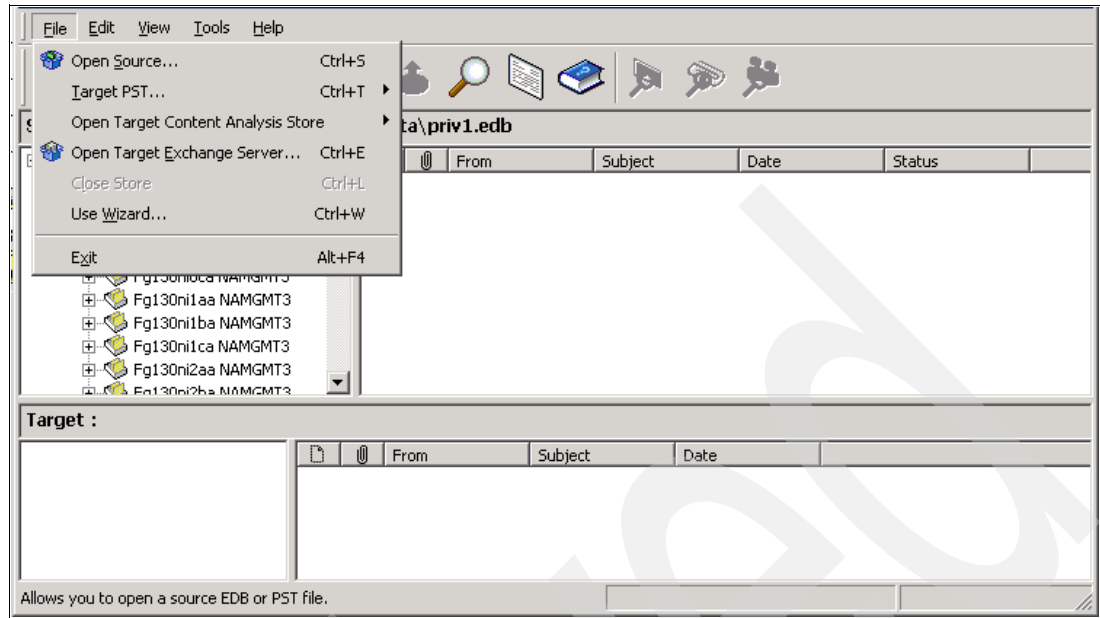 File Edit View Tools Help
Open Source... Ctrl+S
Target PST... Ctrl+T
Open Target Content Analysis Store
Open Target Exchange Server... Ctrl+E
Close Store Ctrl+L
Use Wizard... Ctrl+W
Exit Alt+F4
ta\priv1.edb
From Subject Date Status
NAMGMT3
Fg130ni1aa NAMGMT3
Fg130ni1ba NAMGMT3
Fg130ni1ca NAMGMT3
Fg130ni2aa NAMGMT3
Fg130ni2ba NAMGMT3
Target :
From Subject Date
Allows you to open a source EDB or PST file.